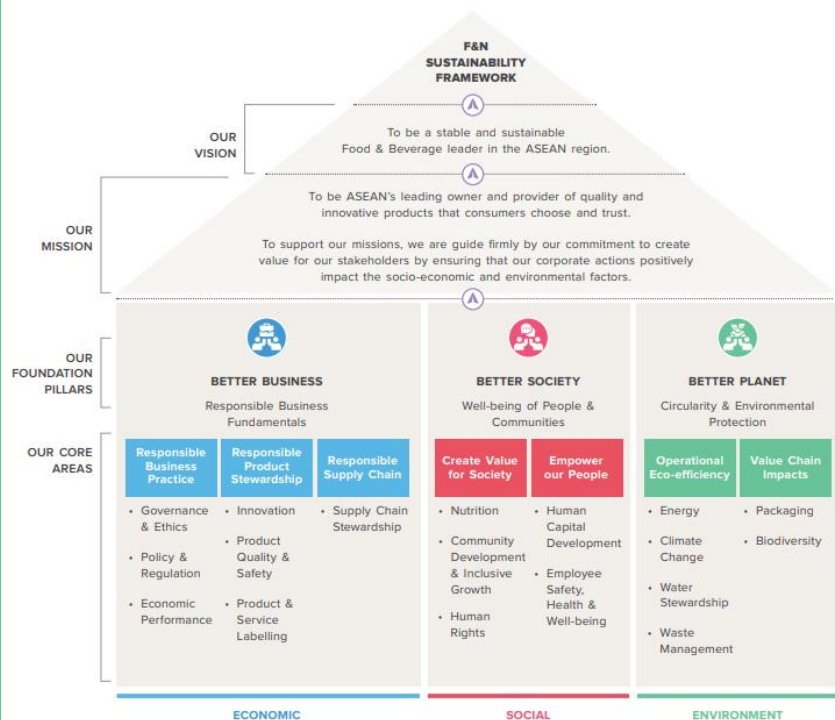 F&N
SUSTAINABILITY
FRAMEWORK
OUR
VISION
To be a stable and sustainable
Food & Beverage leader in the ASEAN region.
OUR
MISSION
To be ASEAN's leading owner and provider of quality and
innovative products that consumers choose and trust.
To support our missions, we are guide firmly by our commitment to create
value for our stakeholders by ensuring that our corporate actions positively
impact the socio-economic and environmental factors.
OUR
FOUNDATION
PILLARS
BETTER BUSINESS
Responsible Business
Fundamentals
BETTER SOCIETY
Well-being of People &
Communities
BETTER PLANET
Circularity & Environmental
Protection
OUR CORE
AREAS
Responsible
Business
Practice
• Governance
& Ethics
• Policy &
Regulation
• Economic
Performance
Responsible
Product
Stewardship
• Innovation
• Product
Quality &
Safety
• Product &
Service
Labelling
Responsible
Supply Chain
• Supply Chain
Stewardship
Create Value
for Society
• Nutrition
• Community
Development
& Inclusive
Growth
• Human
Rights
Empower
our People
• Human
Capital
Development
• Employee
Safety,
Health &
Well-being
Operational
Eco-efficiency
• Energy
• Climate
Change
• Water
Stewardship
• Waste
Management
Value Chain
Impacts
• Packaging
• Biodiversity
ECONOMIC
SOCIAL
ENVIRONMENT